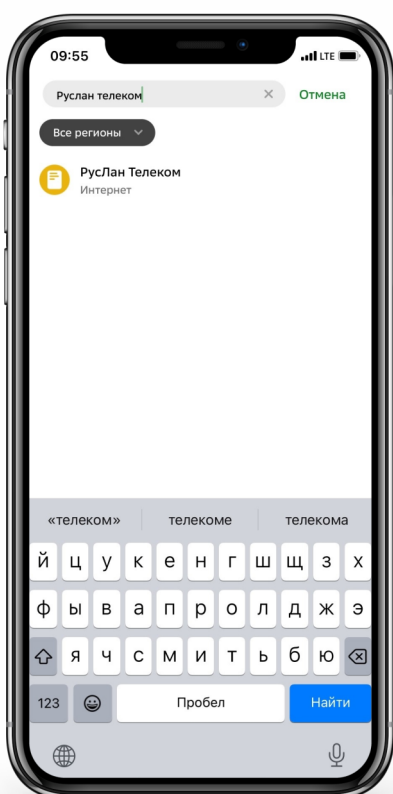 09:55 LTE
Руслан телеком × Отмена
Все регионы
РусЛан Телеком
Интернет
«телеком» телекоме телекома
й ц у к е н г ш щ з х
ф ы в а п р о л д ж э
я ч с м и т ь б ю
123 Пробел Найти